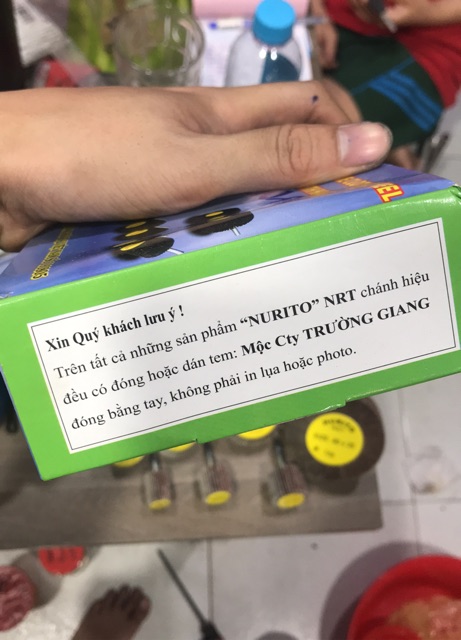 Xin Quý khách lưu ý !
Trên tất cả những sản phẩm “NURITO” NRT chánh hiệu
đều có đóng hoặc dán tem: Mộc Cty TRƯỜNG GIANG
đóng bằng tay, không phải in lụa hoặc photo.
NURITO